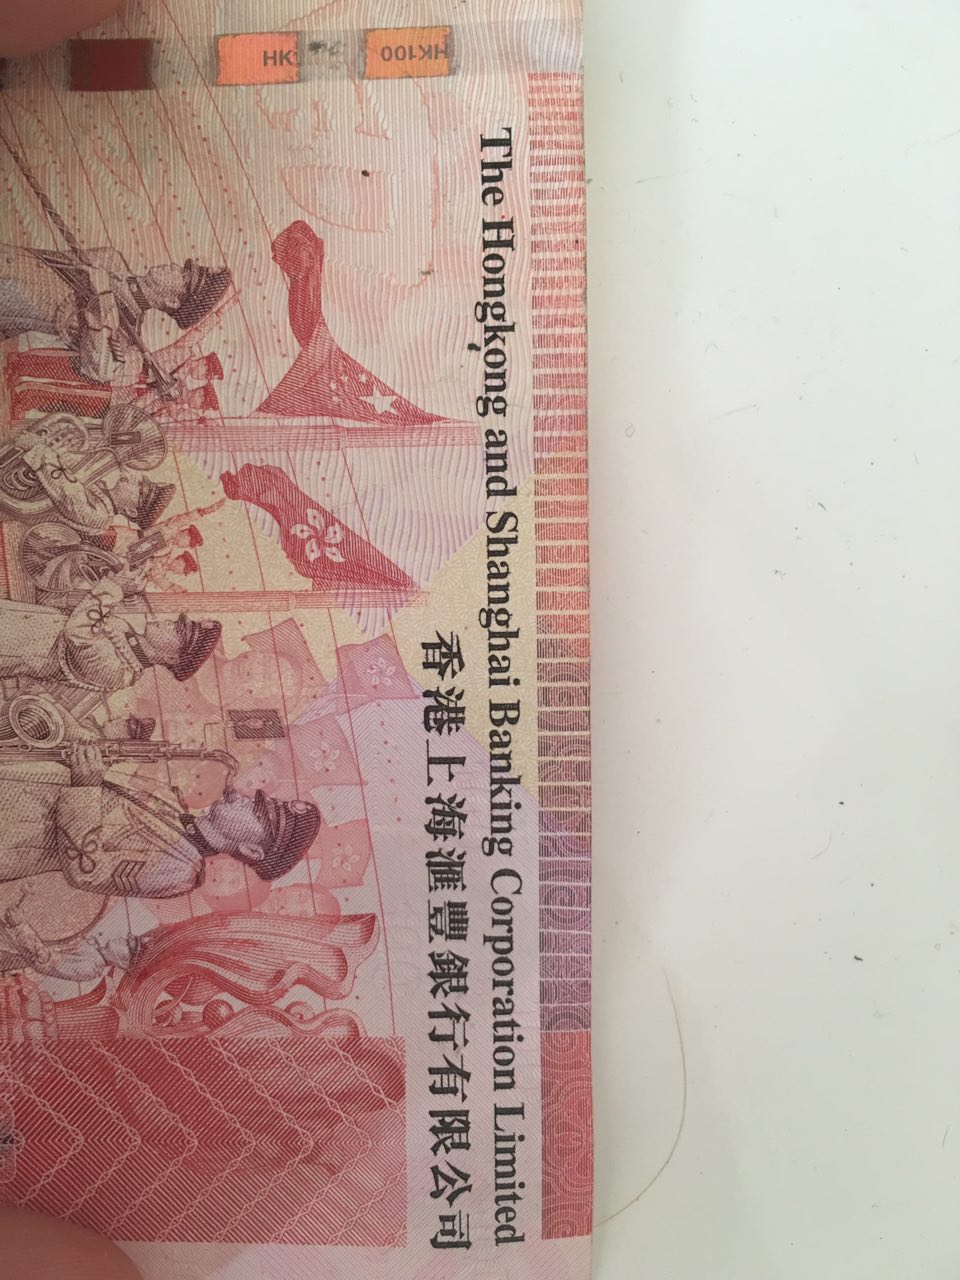 The Hongkong and Shanghai Banking Corporation Limited
香港上海滙豐銀行有限公司
HK100
HK